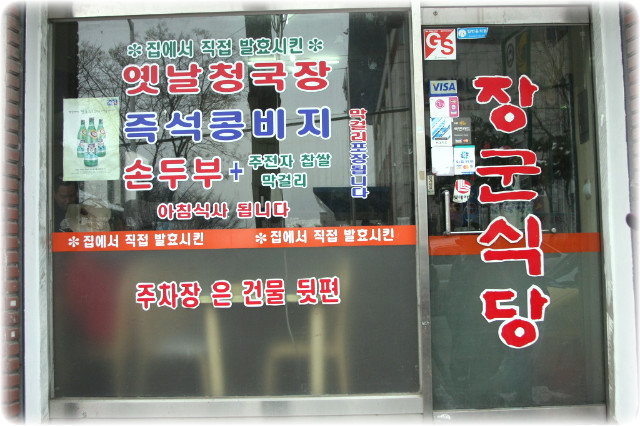 ※집에서 직접 발효시킨※
옛날청국장
즉석콩비지
손두부 + 주전자 찹쌀
막걸리
막걸리포장됩니다
아침식사 됩니다
※집에서 직접 발효시킨 ※집에서 직접 발효시킨
주차장 은 건물 뒷편
장군식당
GS
VISA